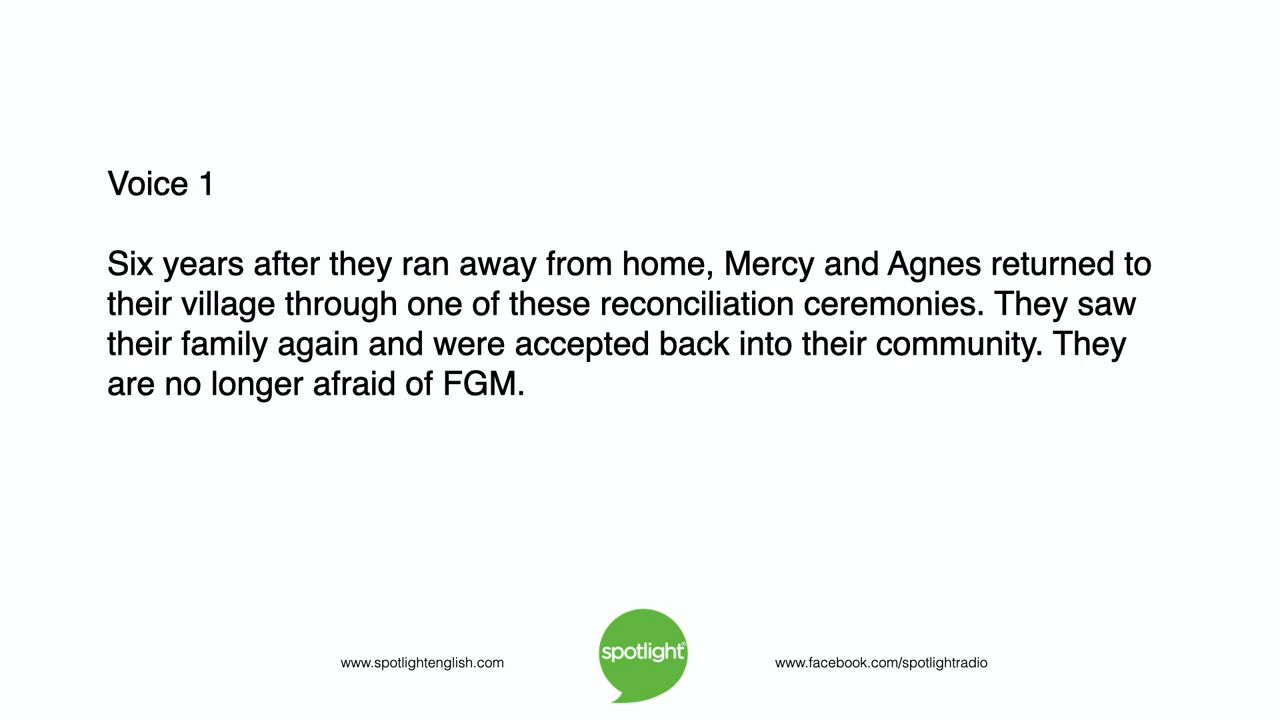 Voice 1
Six years after they ran away from home, Mercy and Agnes returned to
their village through one of these reconciliation ceremonies. They saw
their family again and were accepted back into their community. They
are no longer afraid of FGM.
www.spotlightenglish.com
spotlight®
www.facebook.com/spotlightradio